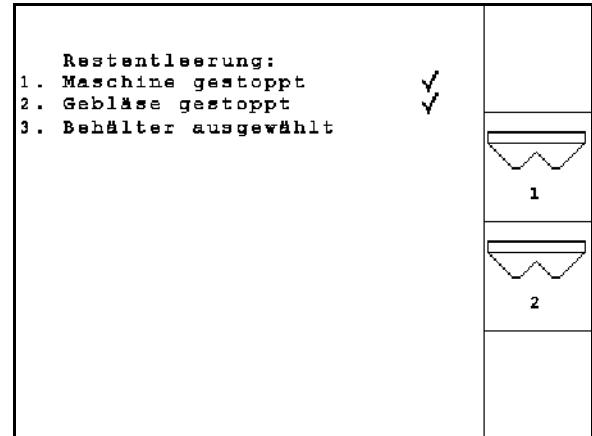 Restentleerung:
1. Maschine gestoppt ✓
2. Gebläse gestoppt ✓
3. Behälter ausgewählt
1
2